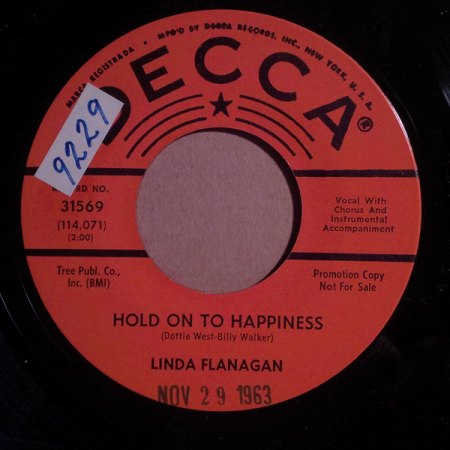 MARCA REGISTRADA • MFD BY DECCA RECORDS, INC., NEW YORK, U. S. A.
DECCA®
9229
RECORD NO.
31569
(114,071)
(2:00)
Vocal With
Chorus And
Instrumental
Accompaniment
Tree Publ. Co.,
Inc. (BMI)
Promotion Copy
Not For Sale
HOLD ON TO HAPPINESS
(Dottie West-Billy Walker)
LINDA FLANAGAN
NOV 29 1963